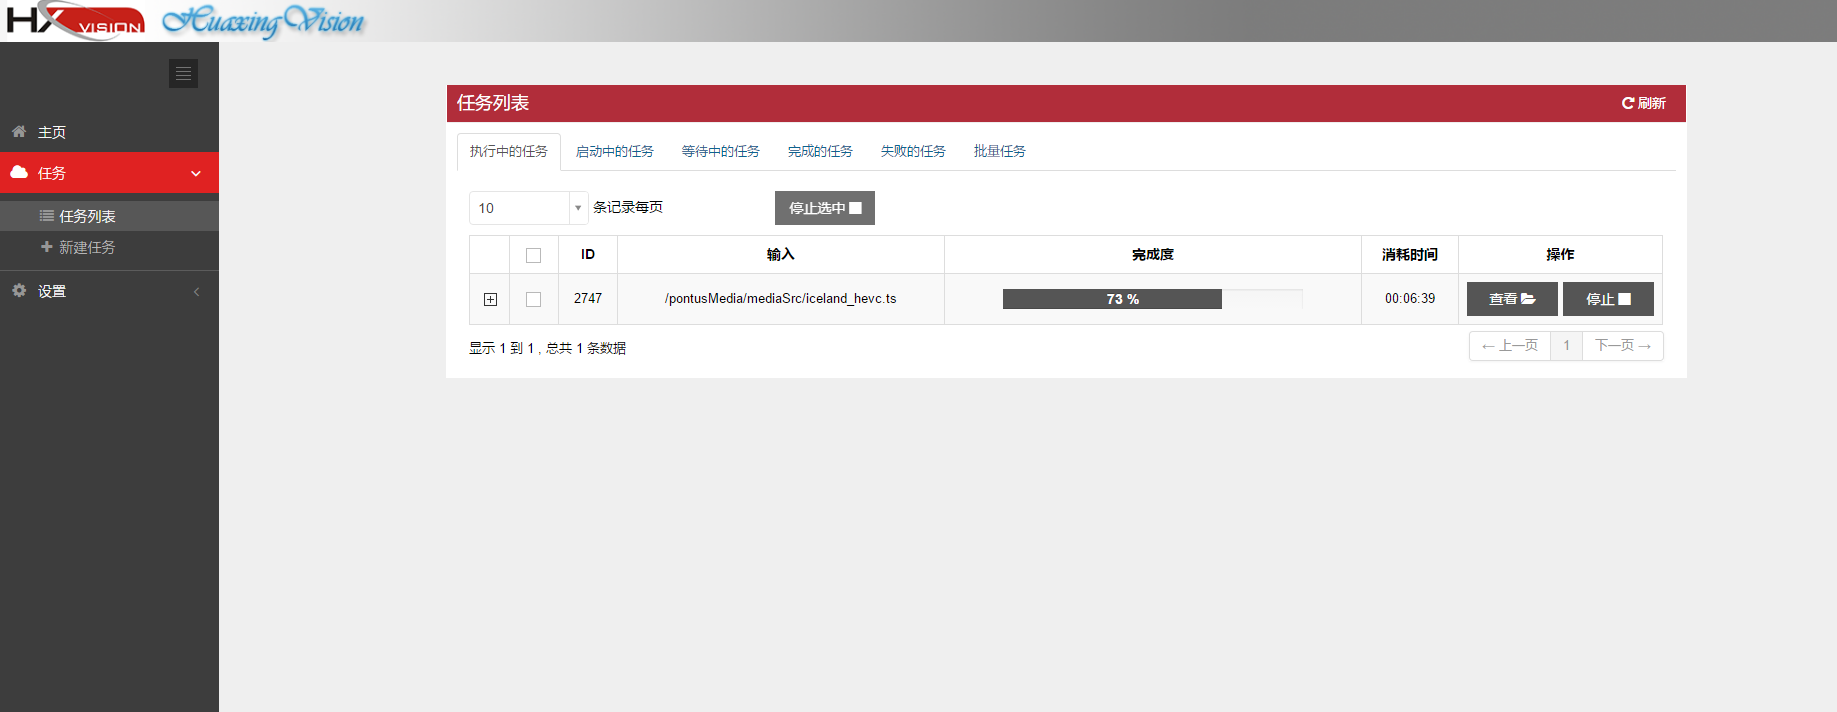 HX VISION Huaxing Vision
主页
任务
任务列表
新建任务
设置
任务列表 刷新
执行中的任务 启动中的任务 等待中的任务 完成的任务 失败的任务 批量任务
10 条记录每页 停止选中
ID 输入 完成度 消耗时间 操作
2747 /pontusMedia/mediaSrc/iceland_hevc.ts 73 % 00:06:39 查看 停止
显示 1 到 1 , 总共 1 条数据 ← 上一页 1 下一页 →